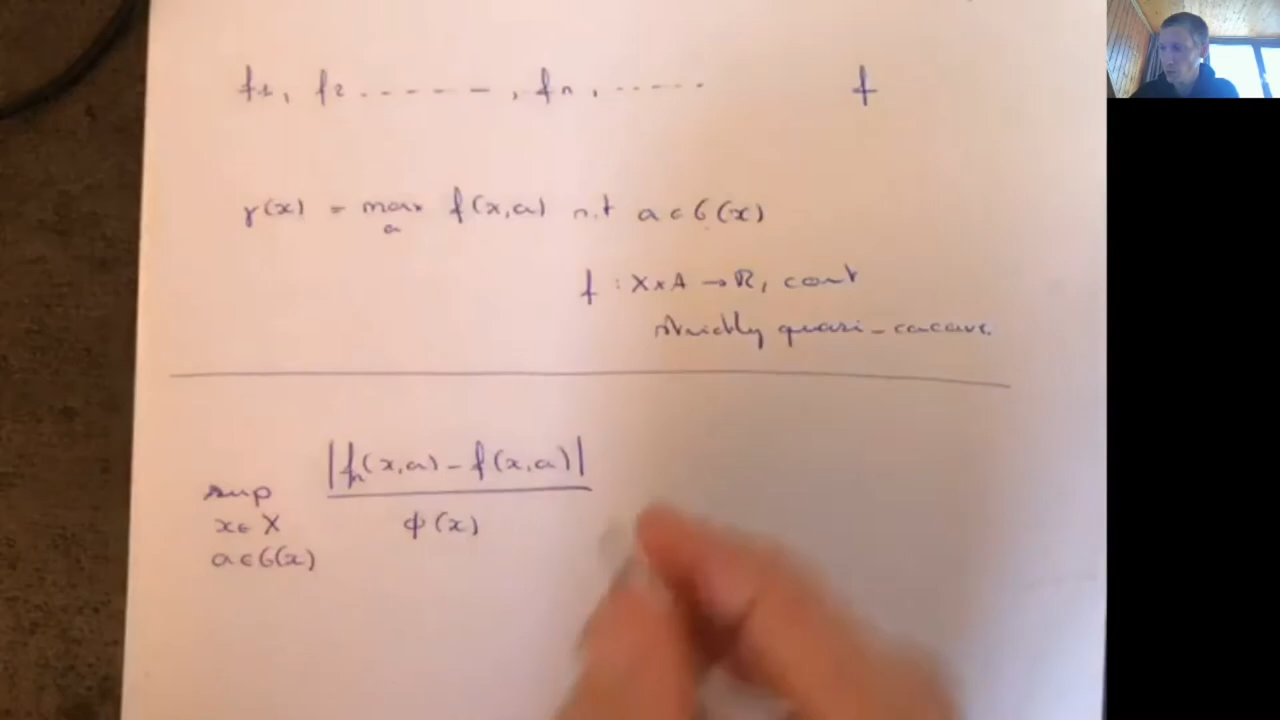 f1, f2 . - - - - - , fn , . - - - . .    f
γ(x) = max f(x,a) s.t a ∈ G(x)
a
f : X×A → ℝ, cont
strictly quasi-concave.
|fn(x,a) - f(x,a)|
sup
x ∈ X    φ(x)
a ∈ G(x)